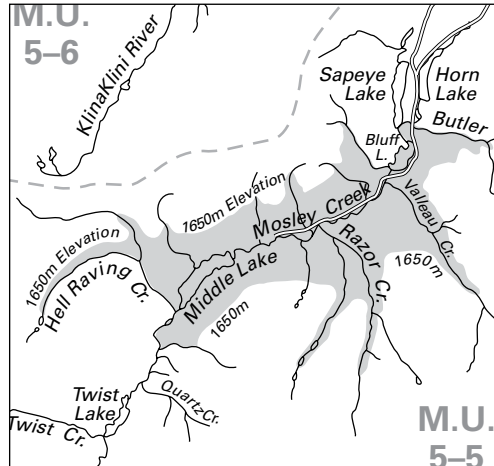 M.U.
5–6
KlinaKlini River
Sapeye
Lake
Horn
Lake
Butler
Bluff
L.
Valleau Cr.
1650m Elevation
Mosley Creek
1650m Elevation
Hell Raving Cr.
Middle Lake
Razor Cr.
1650m
1650m
Twist
Lake
Quartz Cr.
Twist Cr.
M.U.
5–5